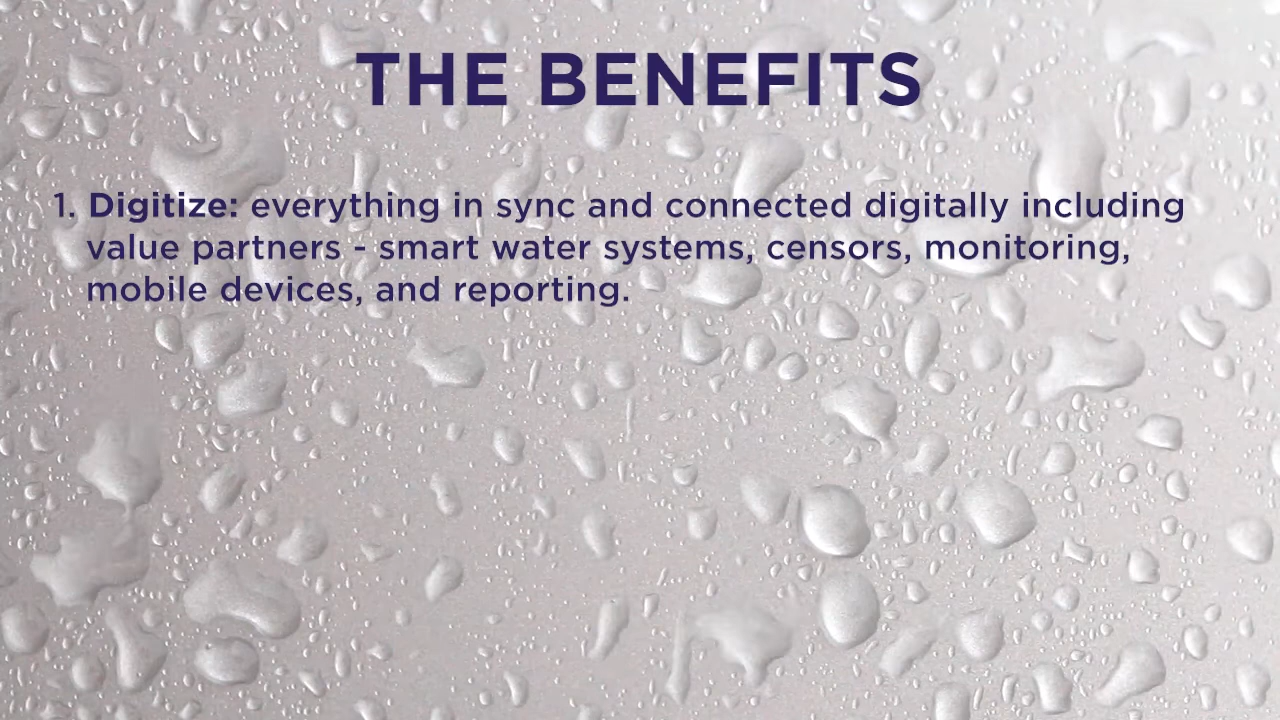 THE BENEFITS
1. Digitize: everything in sync and connected digitally including
value partners - smart water systems, censors, monitoring,
mobile devices, and reporting.